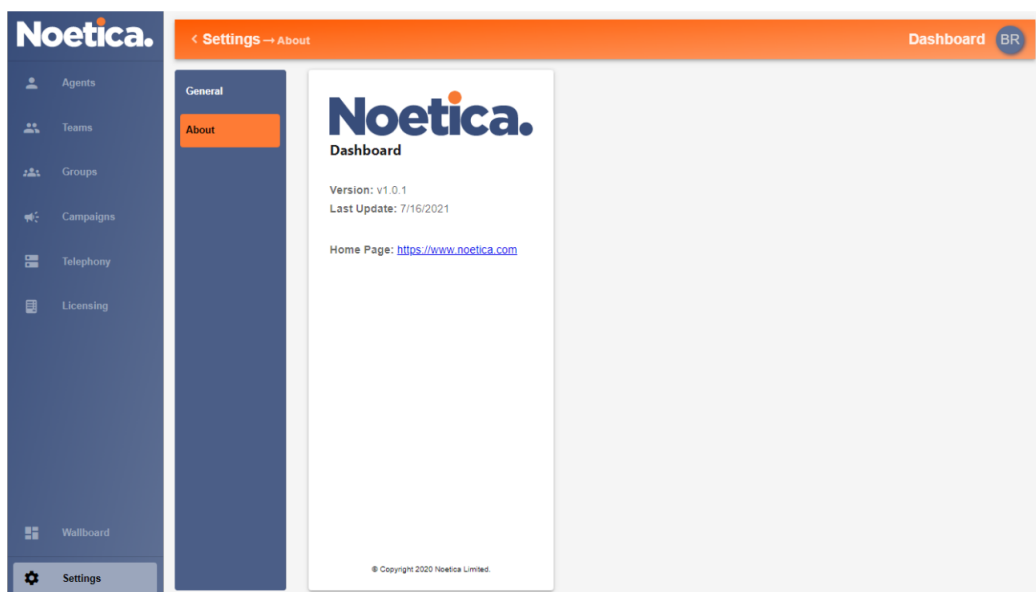 Noetica.
Agents
Teams
Groups
Campaigns
Telephony
Licensing
Wallboard
Settings
< Settings → About
Dashboard BR
General
About
Noetica.
Dashboard
Version: v1.0.1
Last Update: 7/16/2021
Home Page: https://www.noetica.com
© Copyright 2020 Noetica Limited.